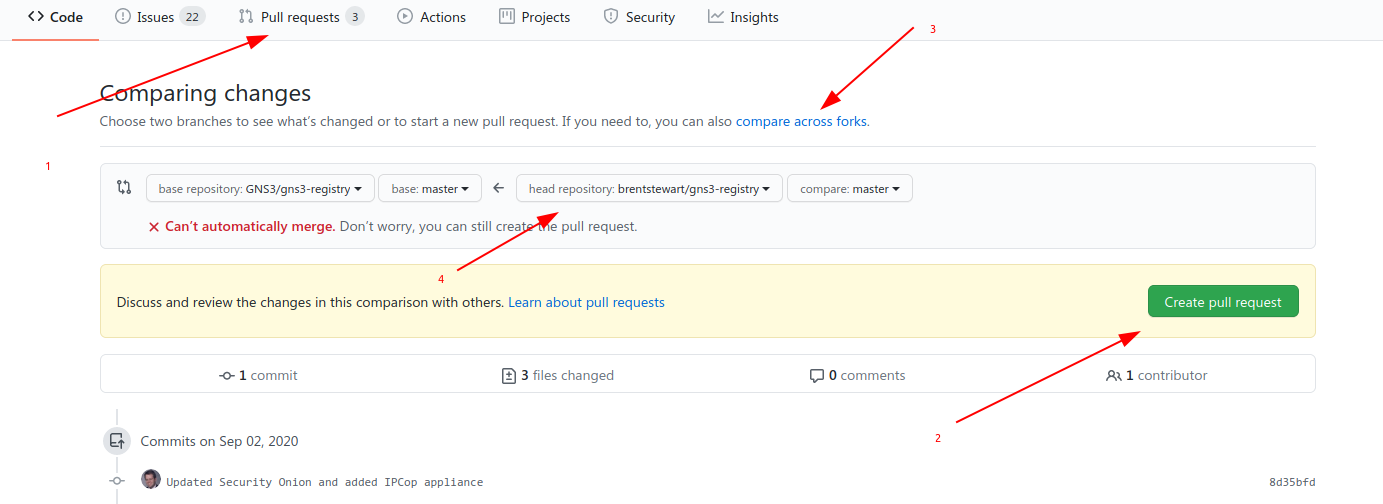 Code Issues 22 Pull requests 3 Actions Projects Security Insights
3
Comparing changes
Choose two branches to see what's changed or to start a new pull request. If you need to, you can also compare across forks.
1
base repository: GNS3/gns3-registry base: master head repository: brentstewart/gns3-registry compare: master
Can't automatically merge. Don't worry, you can still create the pull request.
4
Discuss and review the changes in this comparison with others. Learn about pull requests Create pull request
1 commit 3 files changed 0 comments 1 contributor
2
Commits on Sep 02, 2020
Updated Security Onion and added IPCop appliance 8d35bfd